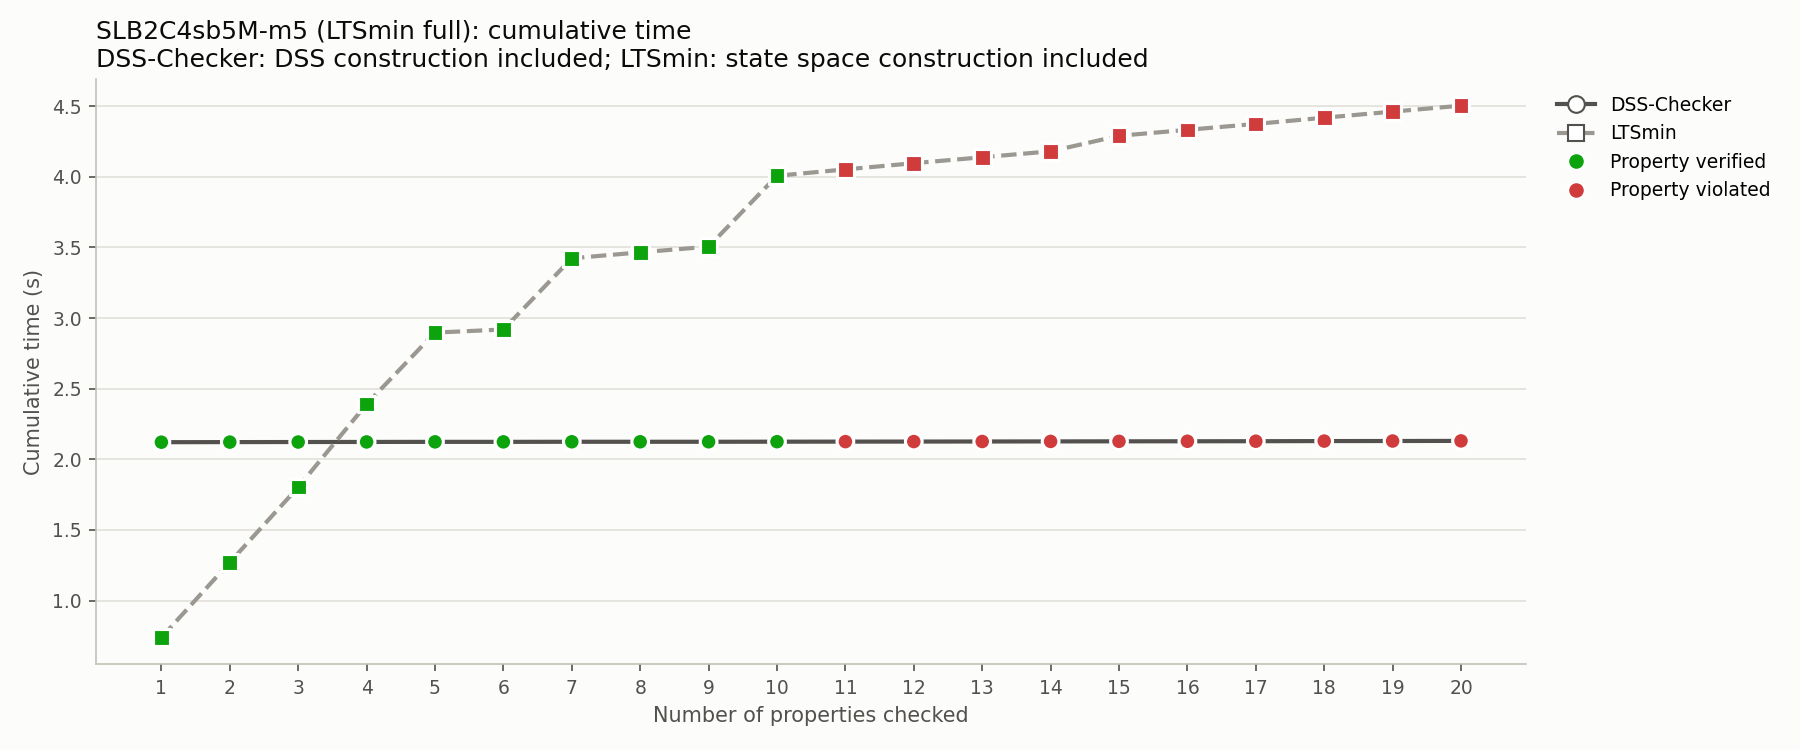 SLB2C4sb5M-m5 (LTSmin full): cumulative time
DSS-Checker: DSS construction included; LTSmin: state space construction included
4.5
4.0
3.5
3.0
2.5
2.0
1.5
1.0
Cumulative time (s)
1 2 3 4 5 6 7 8 9 10 11 12 13 14 15 16 17 18 19 20
Number of properties checked
DSS-Checker
LTSmin
Property verified
Property violated